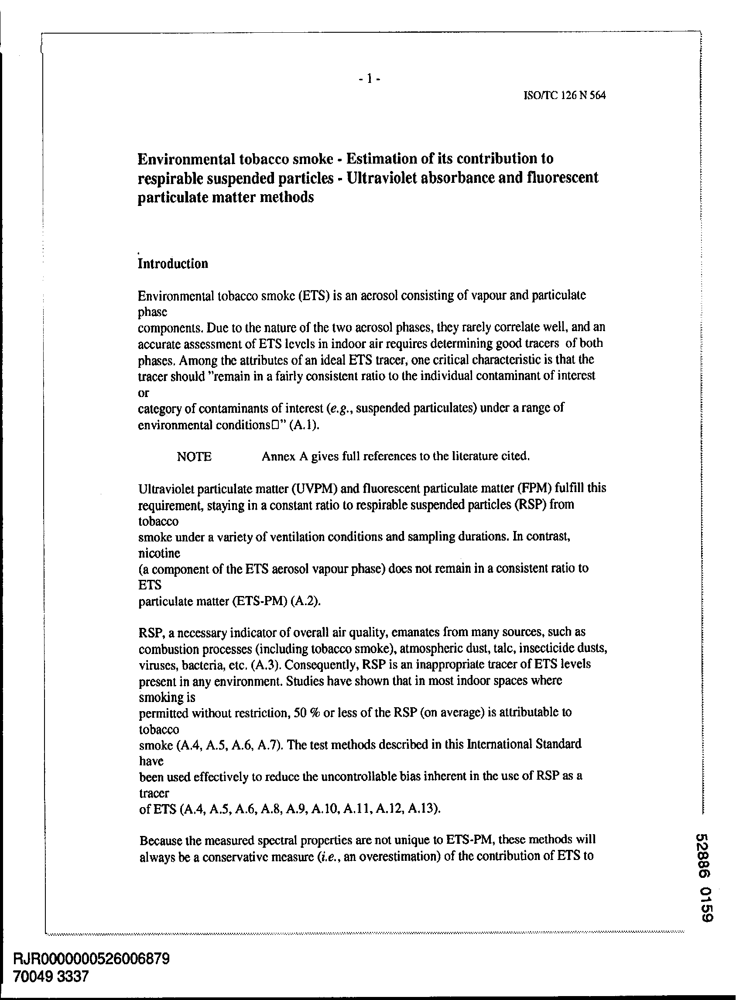 - 1 -
ISO/TC 126 N 564
Environmental tobacco smoke - Estimation of its contribution to
respirable suspended particles - Ultraviolet absorbance and fluorescent
particulate matter methods
Introduction
Environmental tobacco smoke (ETS) is an aerosol consisting of vapour and particulate
phase
components. Due to the nature of the two aerosol phases, they rarely correlate well, and an
accurate assessment of ETS levels in indoor air requires determining good tracers of both
phases. Among the attributes of an ideal ETS tracer, one critical characteristic is that the
tracer should "remain in a fairly consistent ratio to the individual contaminant of interest
or
category of contaminants of interest (e.g., suspended particulates) under a range of
environmental conditions□" (A.1).
NOTE Annex A gives full references to the literature cited.
Ultraviolet particulate matter (UVPM) and fluorescent particulate matter (FPM) fulfill this
requirement, staying in a constant ratio to respirable suspended particles (RSP) from
tobacco
smoke under a variety of ventilation conditions and sampling durations. In contrast,
nicotine
(a component of the ETS aerosol vapour phase) does not remain in a consistent ratio to
ETS
particulate matter (ETS-PM) (A.2).
RSP, a necessary indicator of overall air quality, emanates from many sources, such as
combustion processes (including tobacco smoke), atmospheric dust, talc, insecticide dusts,
viruses, bacteria, etc. (A.3). Consequently, RSP is an inappropriate tracer of ETS levels
present in any environment. Studies have shown that in most indoor spaces where
smoking is
permitted without restriction, 50 % or less of the RSP (on average) is attributable to
tobacco
smoke (A.4, A.5, A.6, A.7). The test methods described in this International Standard
have
been used effectively to reduce the uncontrollable bias inherent in the use of RSP as a
tracer
of ETS (A.4, A.5, A.6, A.8, A.9, A.10, A.11, A.12, A.13).
Because the measured spectral properties are not unique to ETS-PM, these methods will
always be a conservative measure (i.e., an overestimation) of the contribution of ETS to
52886 0159
RJR0000000526006879
70049 3337